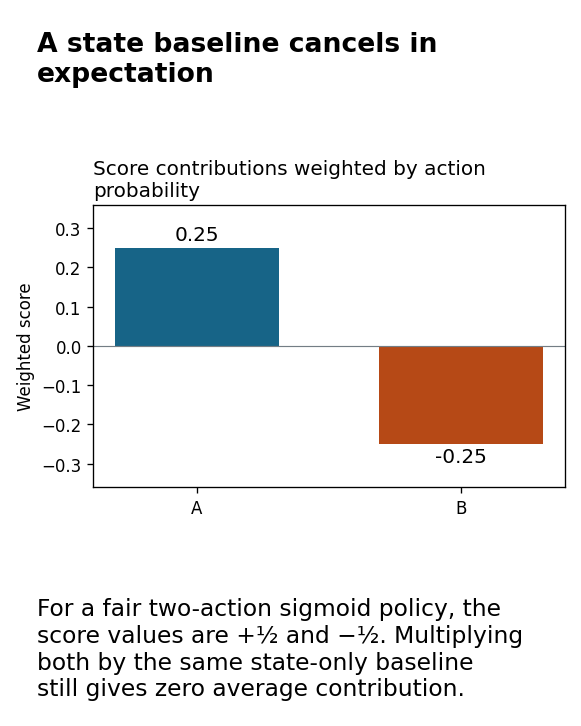 A state baseline cancels in
expectation
Score contributions weighted by action
probability
Weighted score
0.3
0.2
0.1
0.0
−0.1
−0.2
−0.3
0.25
-0.25
A
B
For a fair two-action sigmoid policy, the
score values are +½ and −½. Multiplying
both by the same state-only baseline
still gives zero average contribution.